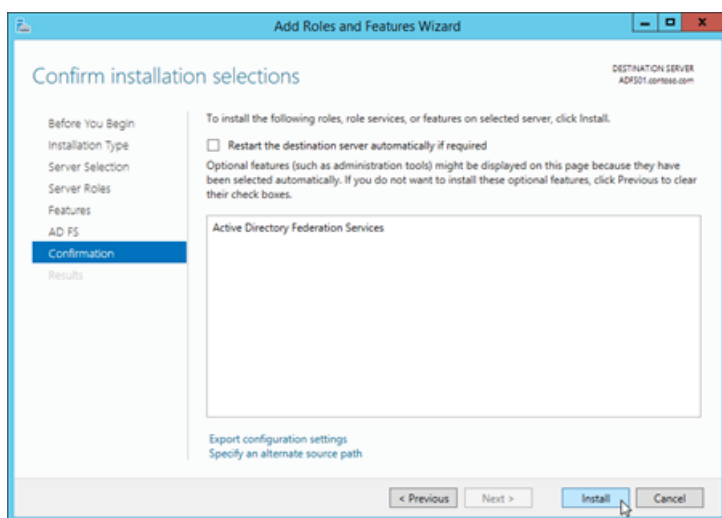 Add Roles and Features Wizard
Confirm installation selections
DESTINATION SERVER
ADFS01.contoso.com
Before You Begin
Installation Type
Server Selection
Server Roles
Features
AD FS
Confirmation
Results
To install the following roles, role services, or features on selected server, click Install.
Restart the destination server automatically if required
Optional features (such as administration tools) might be displayed on this page because they have
been selected automatically. If you do not want to install these optional features, click Previous to clear
their check boxes.
Active Directory Federation Services
Export configuration settings
Specify an alternate source path
< Previous
Next >
Install
Cancel